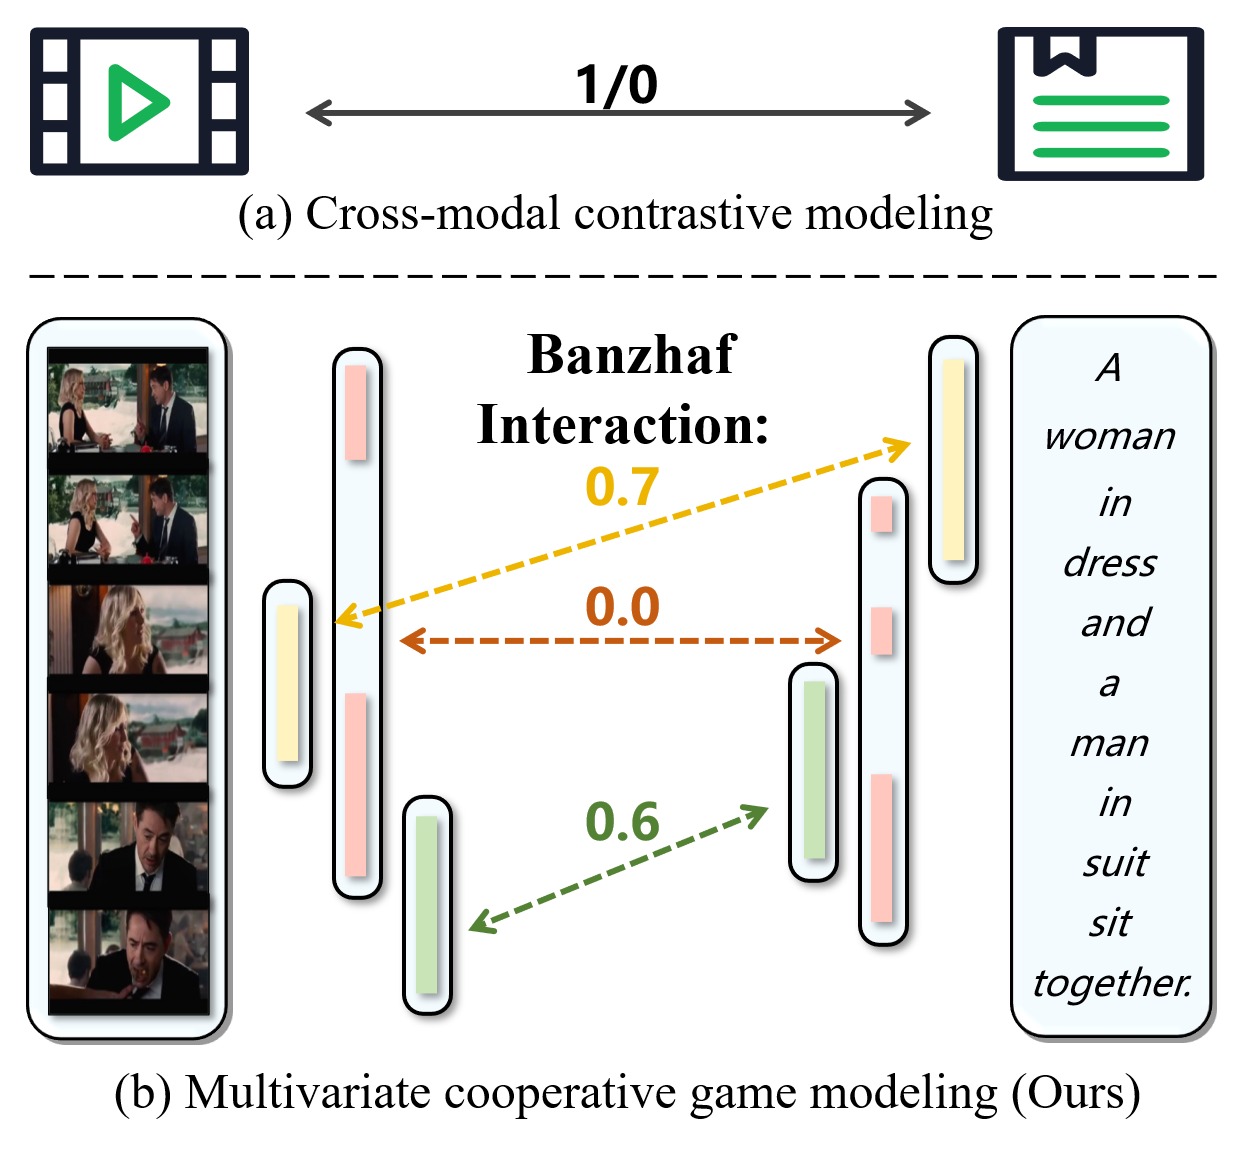 1/0
(a) Cross-modal contrastive modeling
Banzhaf
Interaction:
0.7
0.0
0.6
A
woman
in
dress
and
a
man
in
suit
sit
together.
(b) Multivariate cooperative game modeling (Ours)